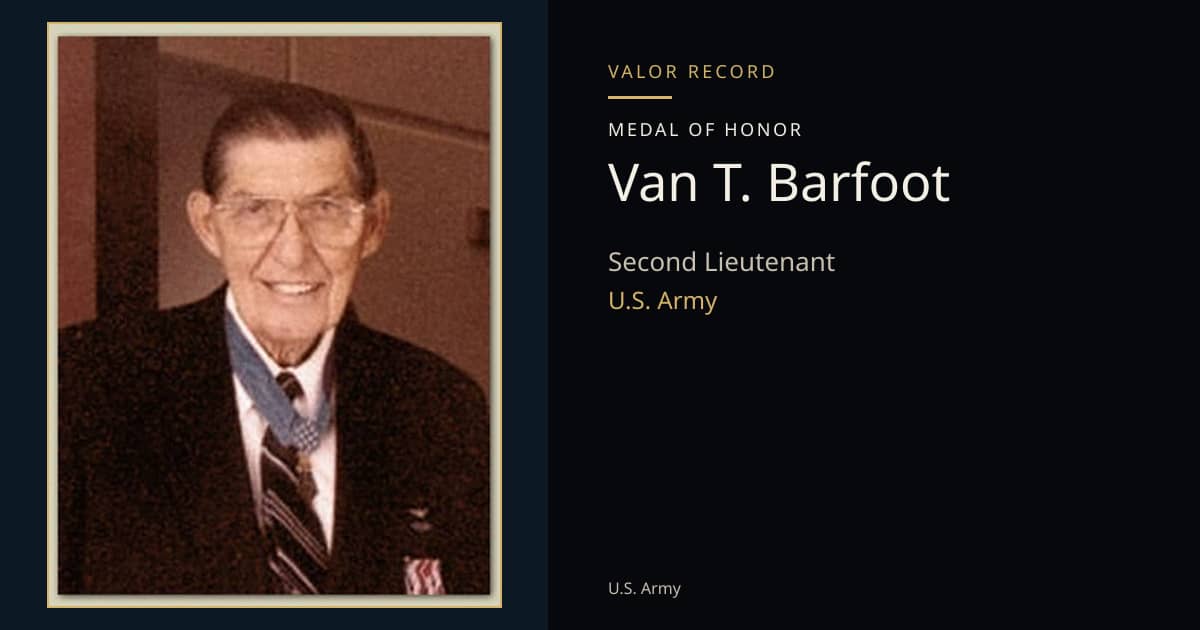 VALOR RECORD
MEDAL OF HONOR
Van T. Barfoot
Second Lieutenant
U.S. Army
U.S. Army